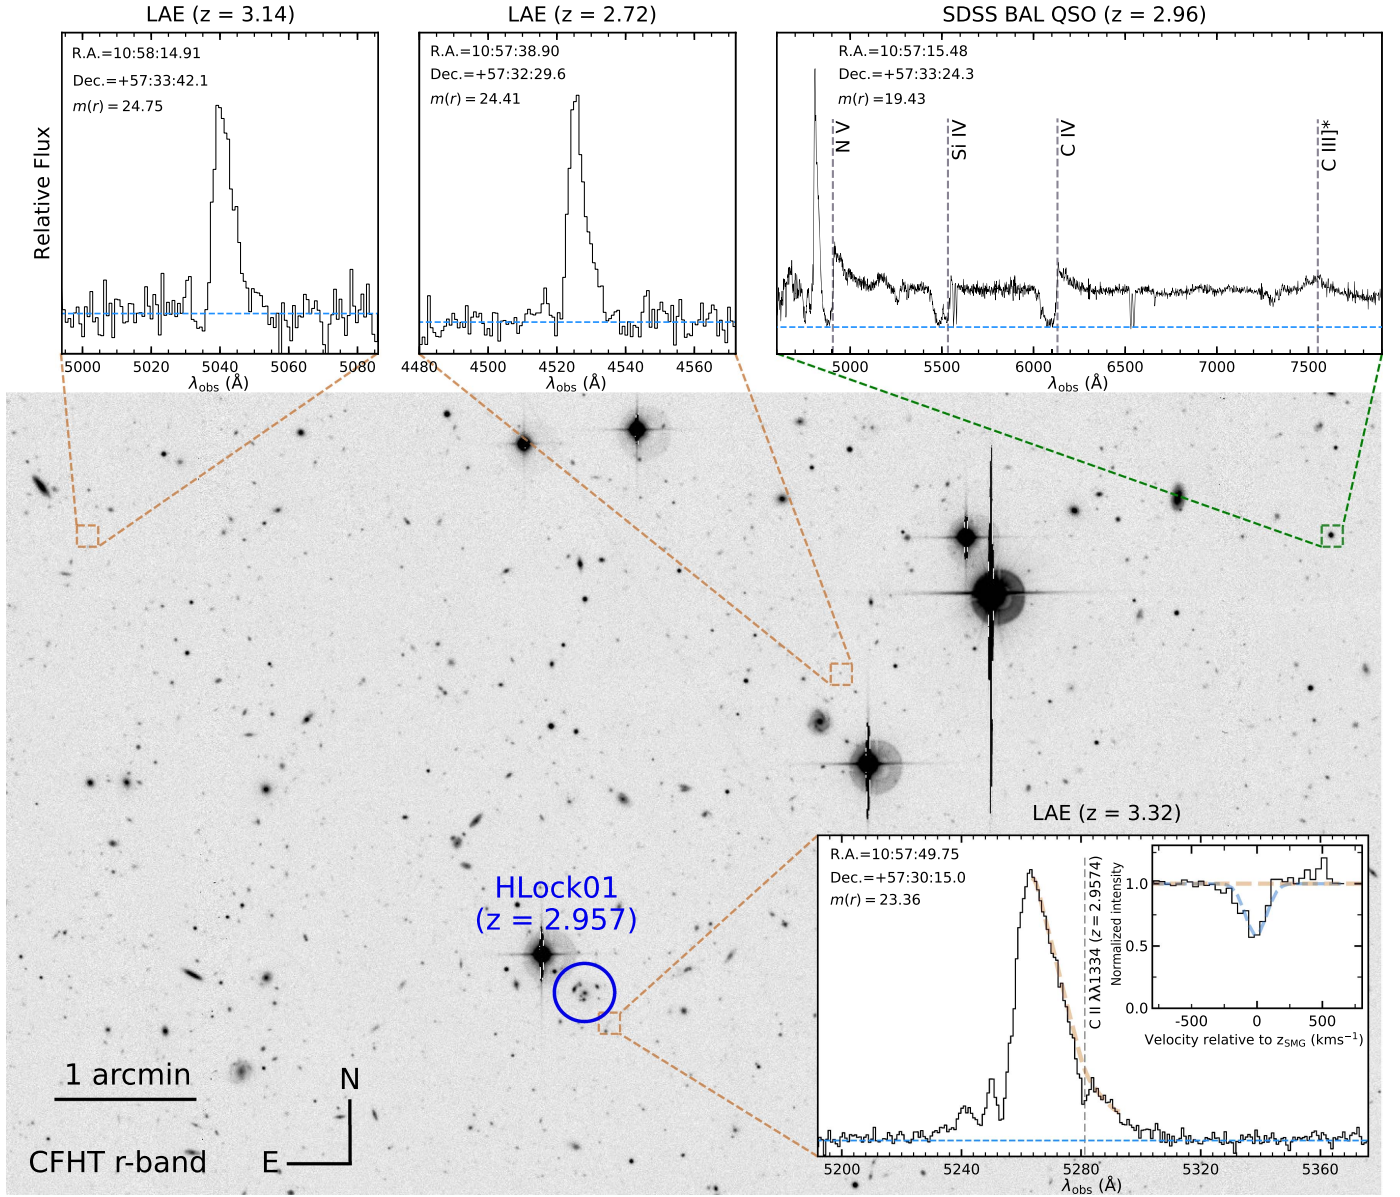 LAE (z = 3.14)
R.A.=10:58:14.91
Dec.=+57:33:42.1
m(r) = 24.75
Relative Flux
5000 5020 5040 5060 5080
λobs (Å)
LAE (z = 2.72)
R.A.=10:57:38.90
Dec.=+57:32:29.6
m(r) = 24.41
4480 4500 4520 4540 4560
λobs (Å)
SDSS BAL QSO (z = 2.96)
R.A.=10:57:15.48
Dec.=+57:33:24.3
m(r) = 19.43
N V
Si IV
C IV
C III]*
5000 5500 6000 6500 7000 7500
λobs (Å)
HLock01
(z = 2.957)
1 arcmin
N
E
CFHT r-band
LAE (z = 3.32)
R.A.=10:57:49.75
Dec.=+57:30:15.0
m(r) = 23.36
C II λλ1334 (z = 2.9574)
Normalized intensity
1.0
0.5
0.0
-500 0 500
Velocity relative to zSMG (kms⁻¹)
5200 5240 5280 5320 5360
λobs (Å)